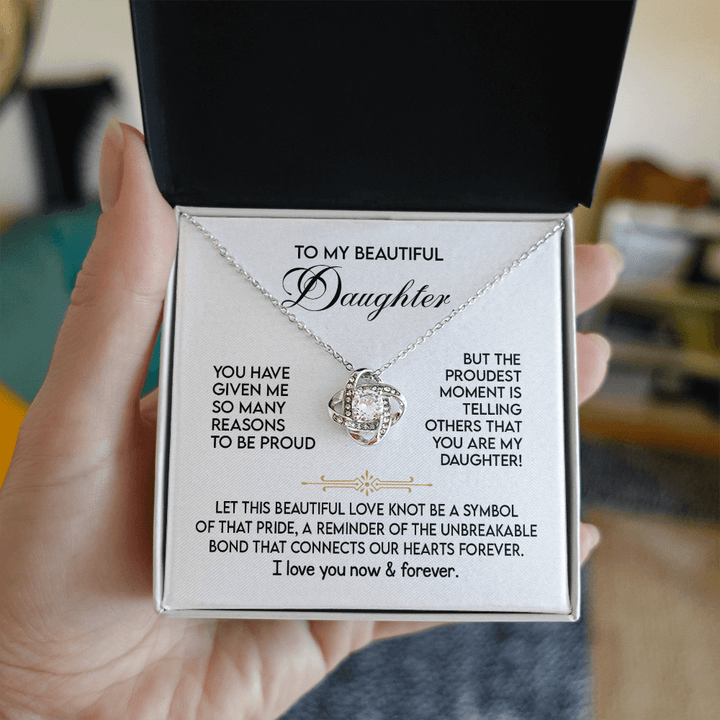 TO MY BEAUTIFUL
Daughter
YOU HAVE
GIVEN ME
SO MANY
REASONS
TO BE PROUD
BUT THE
PROUDEST
MOMENT IS
TELLING
OTHERS THAT
YOU ARE MY
DAUGHTER!
LET THIS BEAUTIFUL LOVE KNOT BE A SYMBOL
OF THAT PRIDE, A REMINDER OF THE UNBREAKABLE
BOND THAT CONNECTS OUR HEARTS FOREVER.
I love you now & forever.